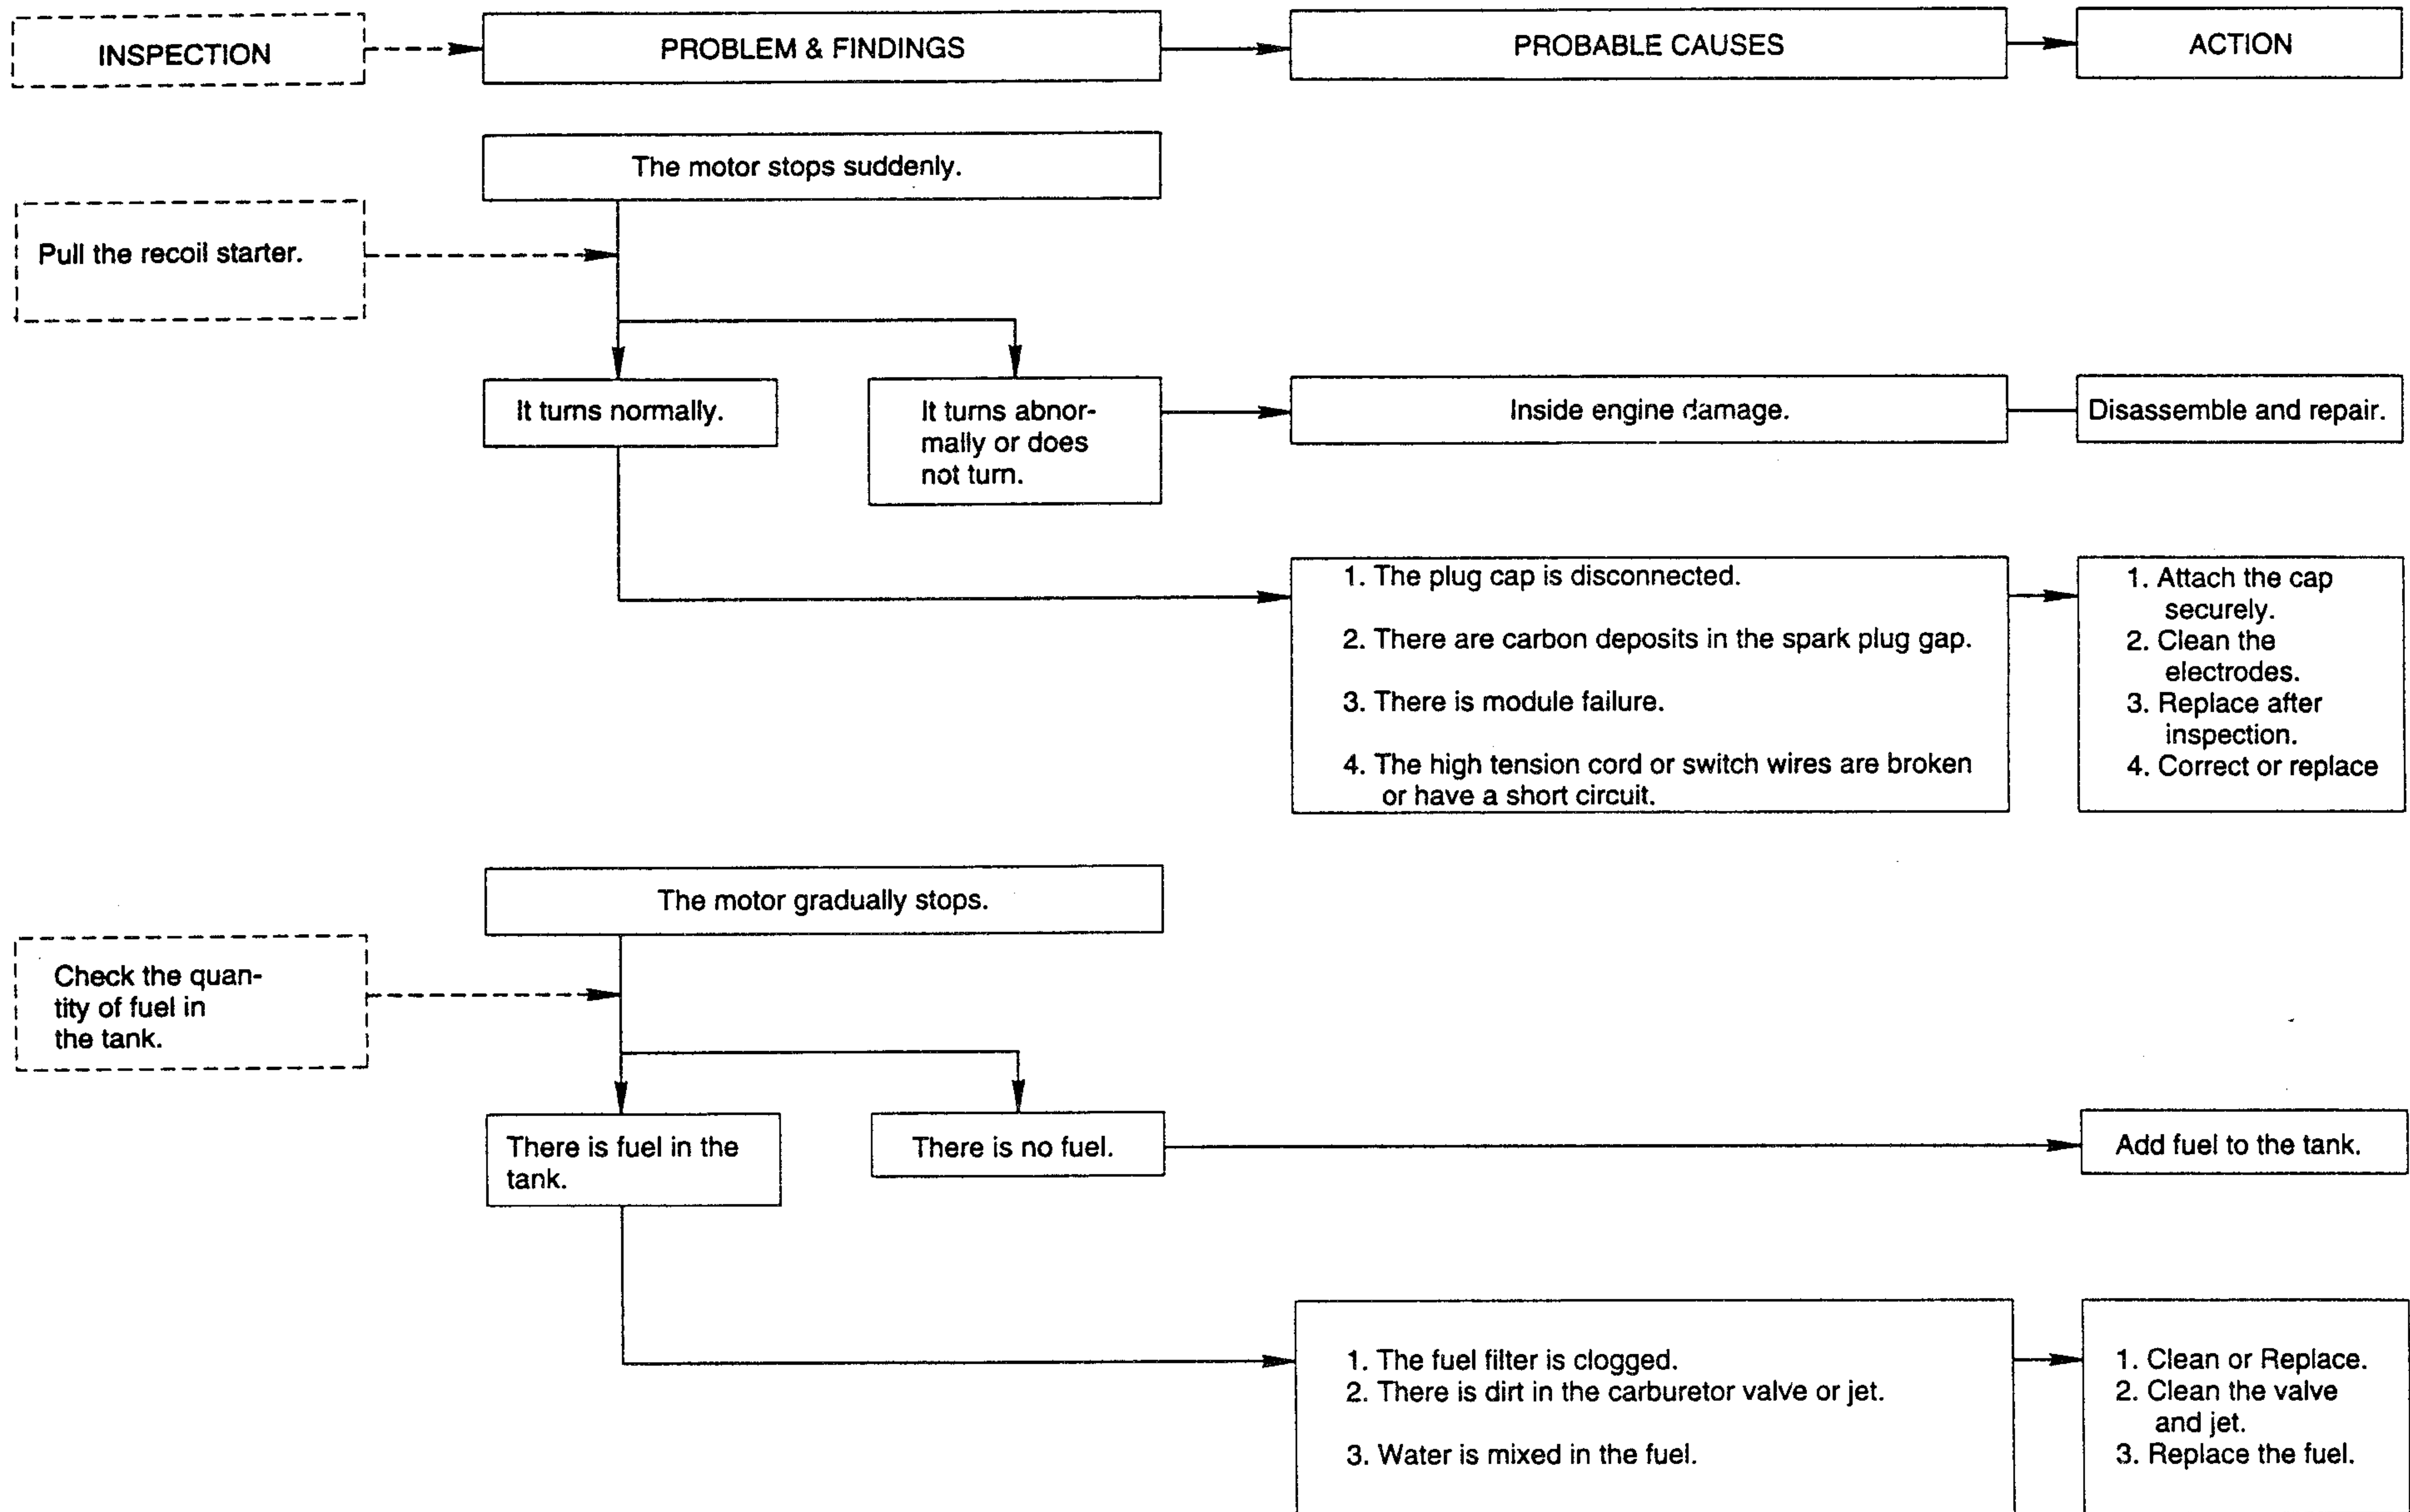 INSPECTION
PROBLEM & FINDINGS
PROBABLE CAUSES
ACTION
The motor stops suddenly.
Pull the recoil starter.
It turns normally.
It turns abnor-
mally or does
not turn.
Inside engine damage.
Disassemble and repair.
1. The plug cap is disconnected.
2. There are carbon deposits in the spark plug gap.
3. There is module failure.
4. The high tension cord or switch wires are broken
or have a short circuit.
1. Attach the cap
securely.
2. Clean the
electrodes.
3. Replace after
inspection.
4. Correct or replace
The motor gradually stops.
Check the quan-
tity of fuel in
the tank.
There is fuel in the
tank.
There is no fuel.
Add fuel to the tank.
1. The fuel filter is clogged.
2. There is dirt in the carburetor valve or jet.
3. Water is mixed in the fuel.
1. Clean or Replace.
2. Clean the valve
and jet.
3. Replace the fuel.